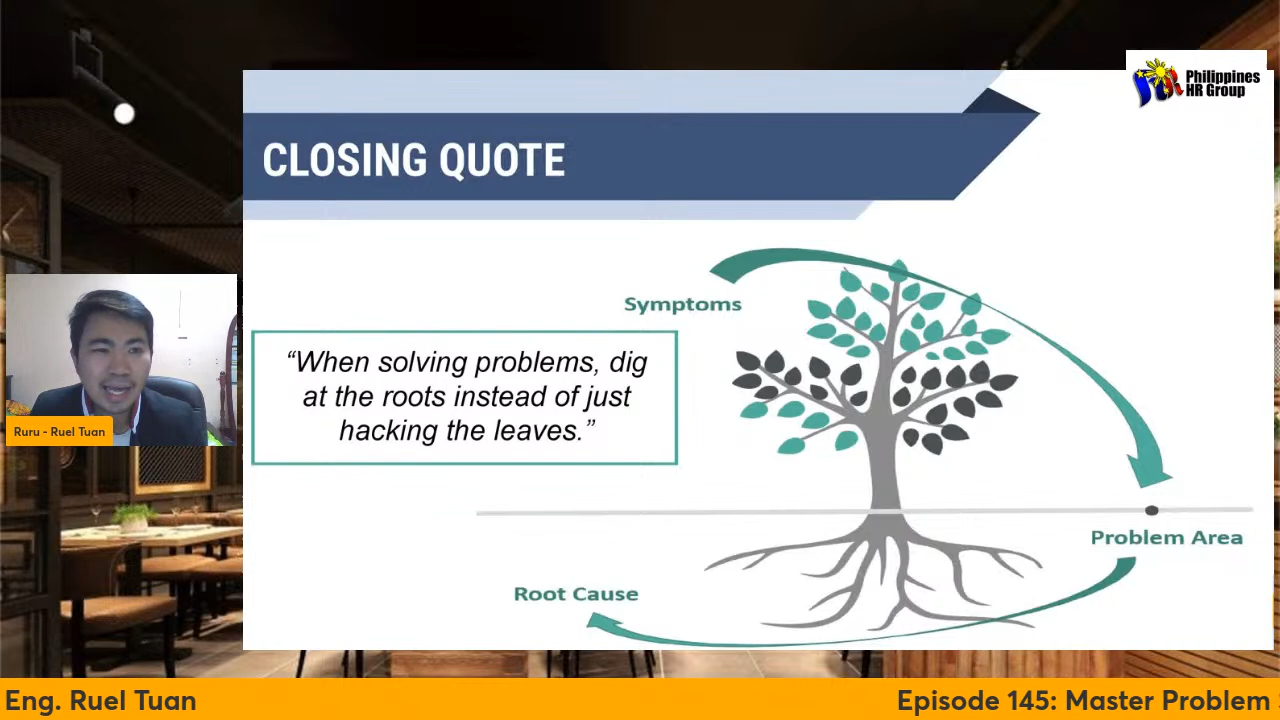 Philippines
HR Group
CLOSING QUOTE
Symptoms
“When solving problems, dig
at the roots instead of just
hacking the leaves.”
Ruru - Ruel Tuan
Problem Area
Root Cause
Eng. Ruel Tuan
Episode 145: Master Problem